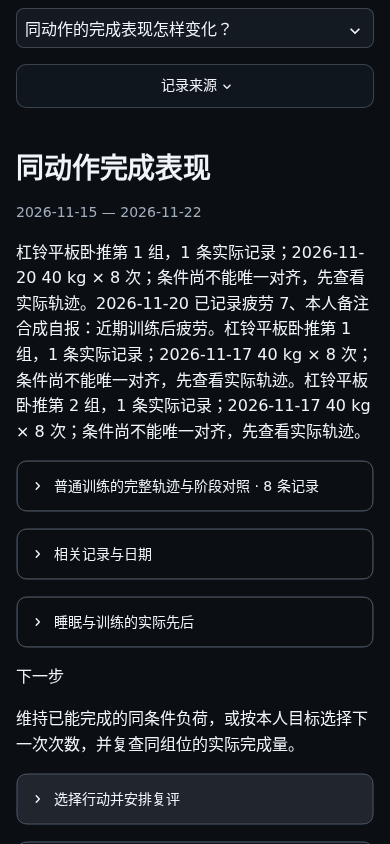 同动作的完成表现怎样变化？
记录来源
同动作完成表现
2026-11-15 — 2026-11-22
杠铃平板卧推第 1 组，1 条实际记录；2026-11-
20 40 kg × 8 次；条件尚不能唯一对齐，先查看
实际轨迹。2026-11-20 已记录疲劳 7、本人备注
合成自报：近期训练后疲劳。杠铃平板卧推第 1
组，1 条实际记录；2026-11-17 40 kg × 8 次；
条件尚不能唯一对齐，先查看实际轨迹。杠铃平板
卧推第 2 组，1 条实际记录；2026-11-17 40 kg
× 8 次；条件尚不能唯一对齐，先查看实际轨迹。
普通训练的完整轨迹与阶段对照 · 8 条记录
相关记录与日期
睡眠与训练的实际先后
下一步
维持已能完成的同条件负荷，或按本人目标选择下
一次次数，并复查同组位的实际完成量。
选择行动并安排复评